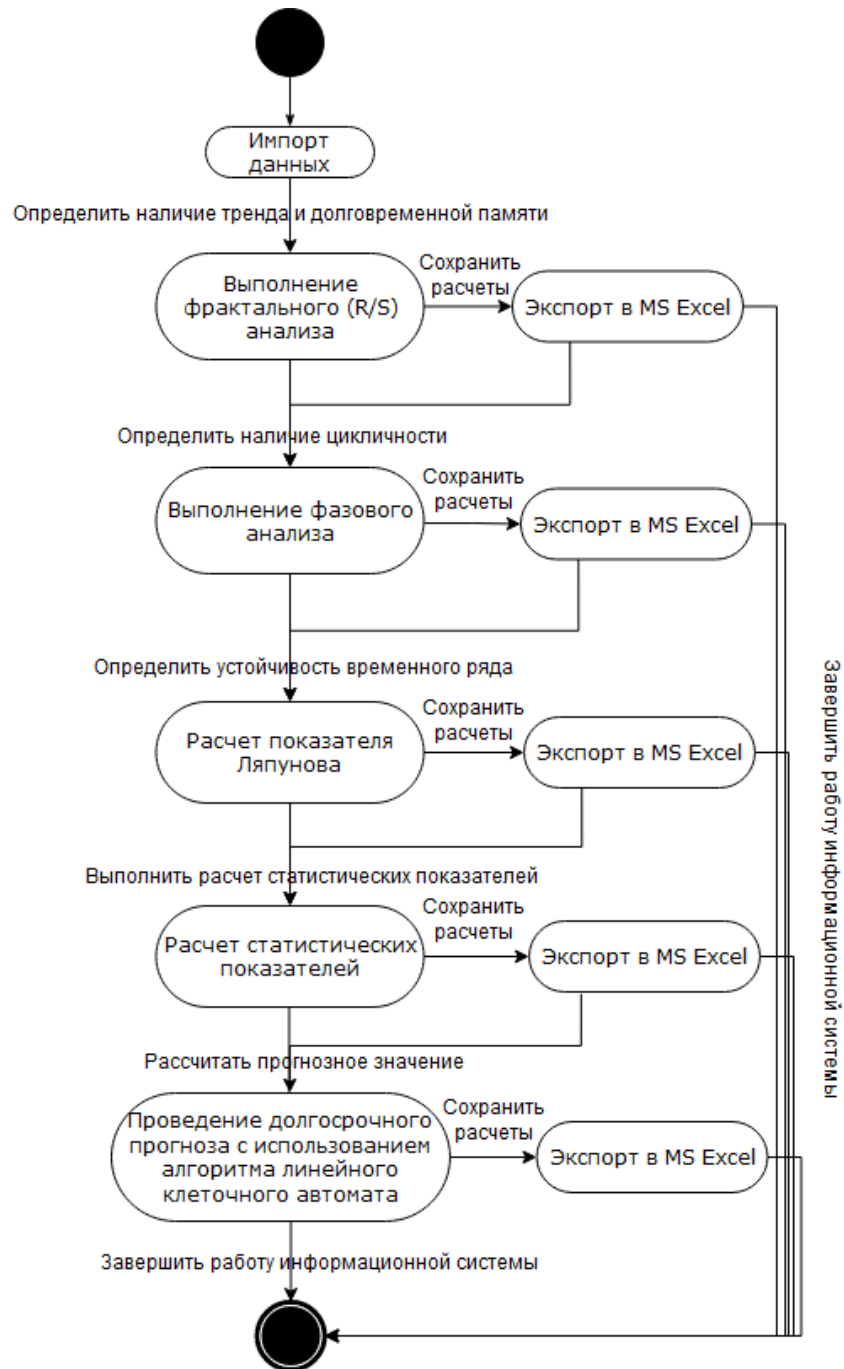 Импорт
данных
Определить наличие тренда и долговременной памяти
Выполнение
фрактального (R/S)
анализа
Сохранить
расчеты
Экспорт в MS Excel
Определить наличие цикличности
Выполнение фазового
анализа
Сохранить
расчеты
Экспорт в MS Excel
Определить устойчивость временного ряда
Расчет показателя
Ляпунова
Сохранить
расчеты
Экспорт в MS Excel
Выполнить расчет статистических показателей
Расчет статистических
показателей
Сохранить
расчеты
Экспорт в MS Excel
Рассчитать прогнозное значение
Проведение долгосрочного
прогноза с использованием
алгоритма линейного
клеточного автомата
Сохранить
расчеты
Экспорт в MS Excel
Завершить работу информационной системы
Завершить работу информационной системы